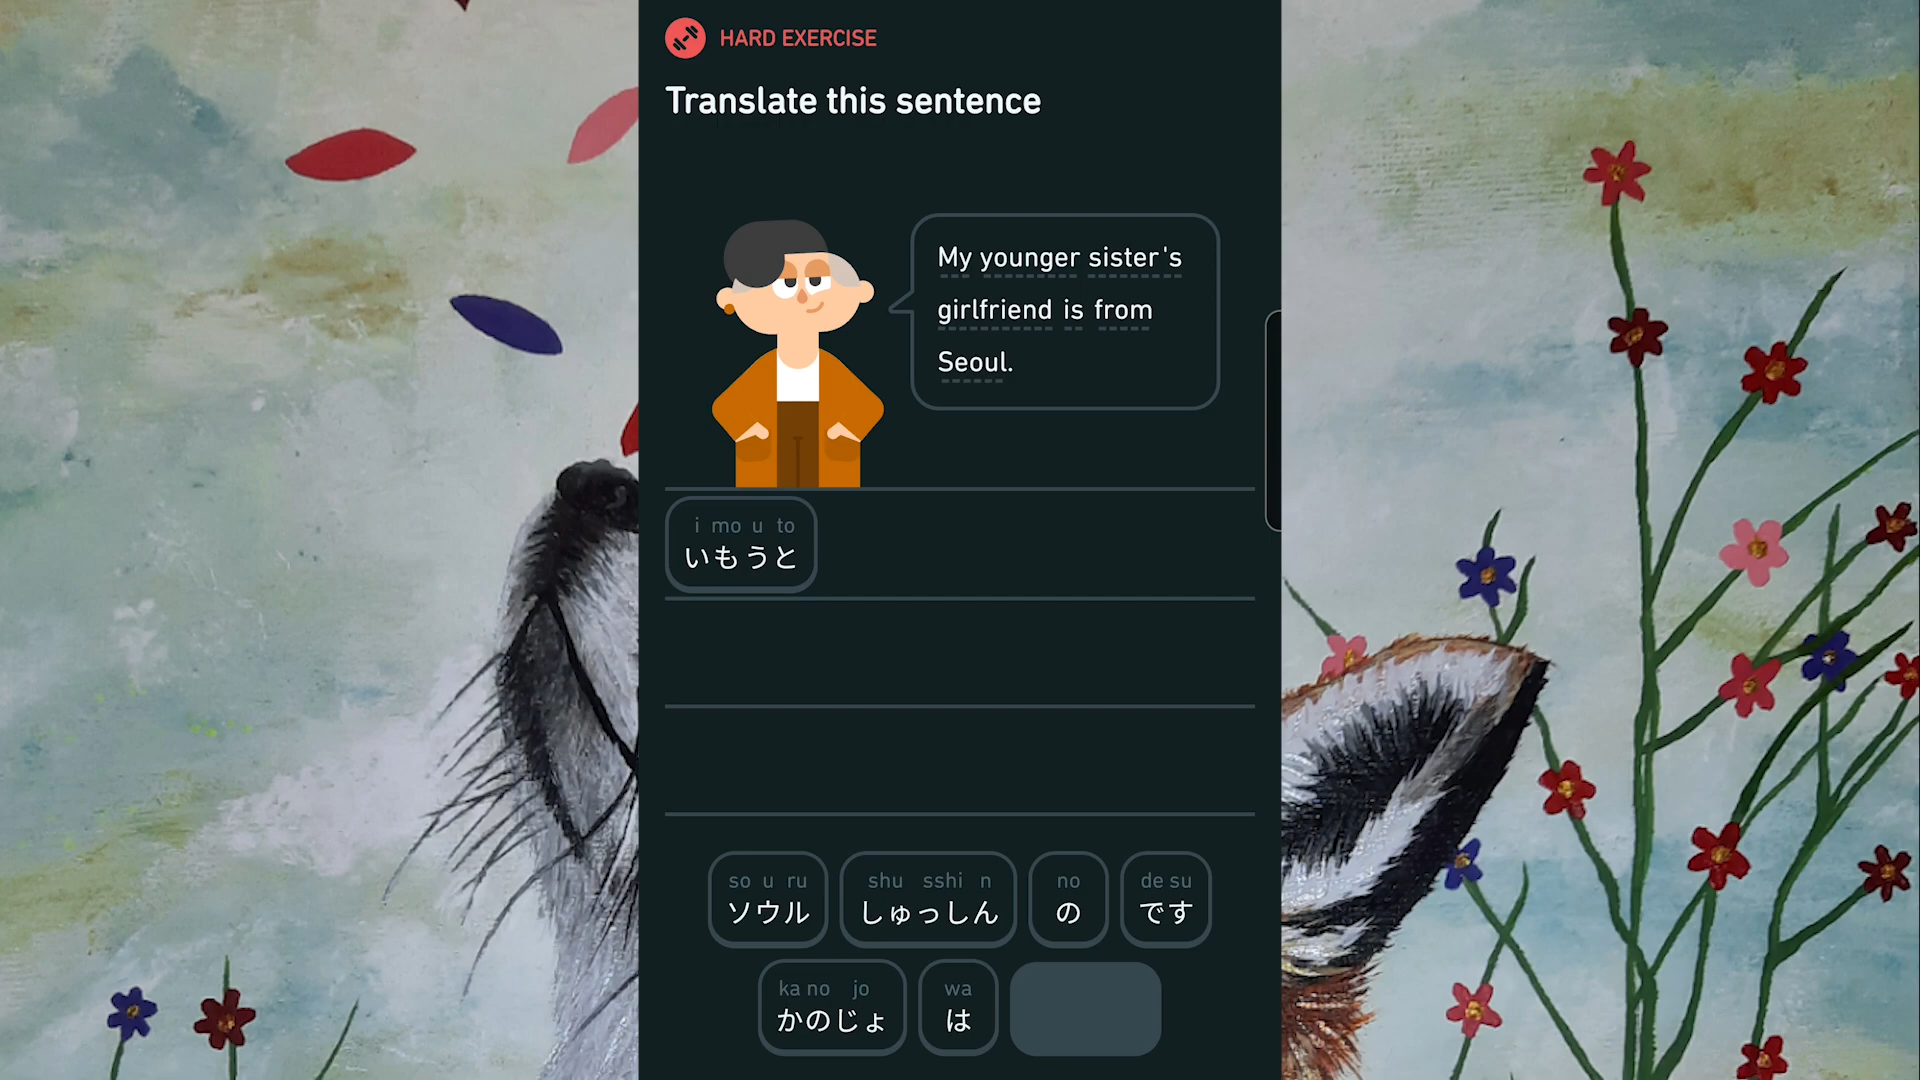 HARD EXERCISE
Translate this sentence
My younger sister's
girlfriend is from
Seoul.
i mo u to
いもうと
so u ru
ソウル
shu sshi n
しゅっしん
no
の
de su
です
ka no jo
かのじょ
wa
は